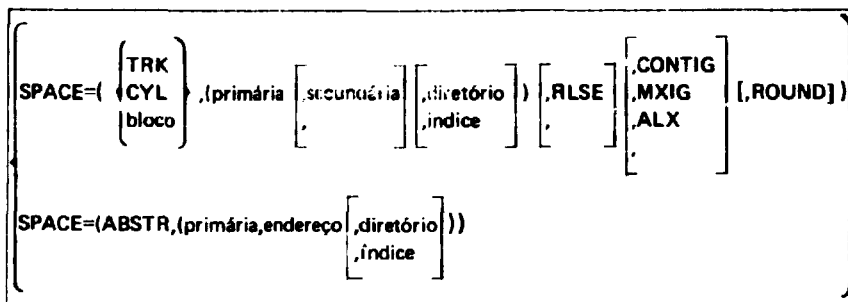 TRK ,CONTIG
SPACE=( CYL ,(primária ,secundária ,diretório ) ,RLSE ,MXIG [,ROUND] )
bloco , ,índice , ,ALX
,
SPACE=(ABSTR,(primária,endereço ,diretório ))
,índice